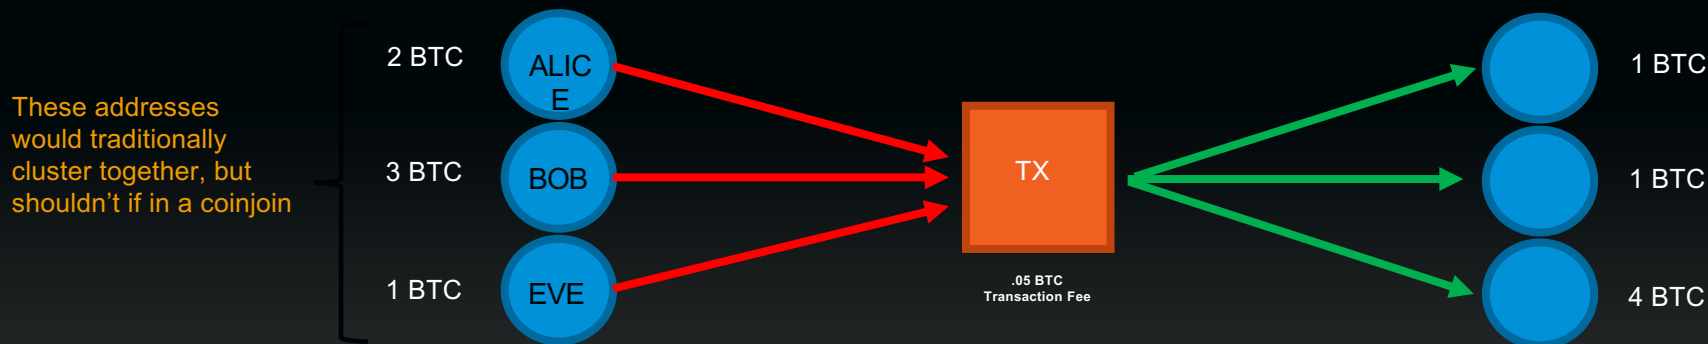 These addresses
would traditionally
cluster together, but
shouldn't if in a coinjoin
2 BTC
ALIC
E
3 BTC
BOB
1 BTC
EVE
TX
.05 BTC
Transaction Fee
1 BTC
1 BTC
4 BTC